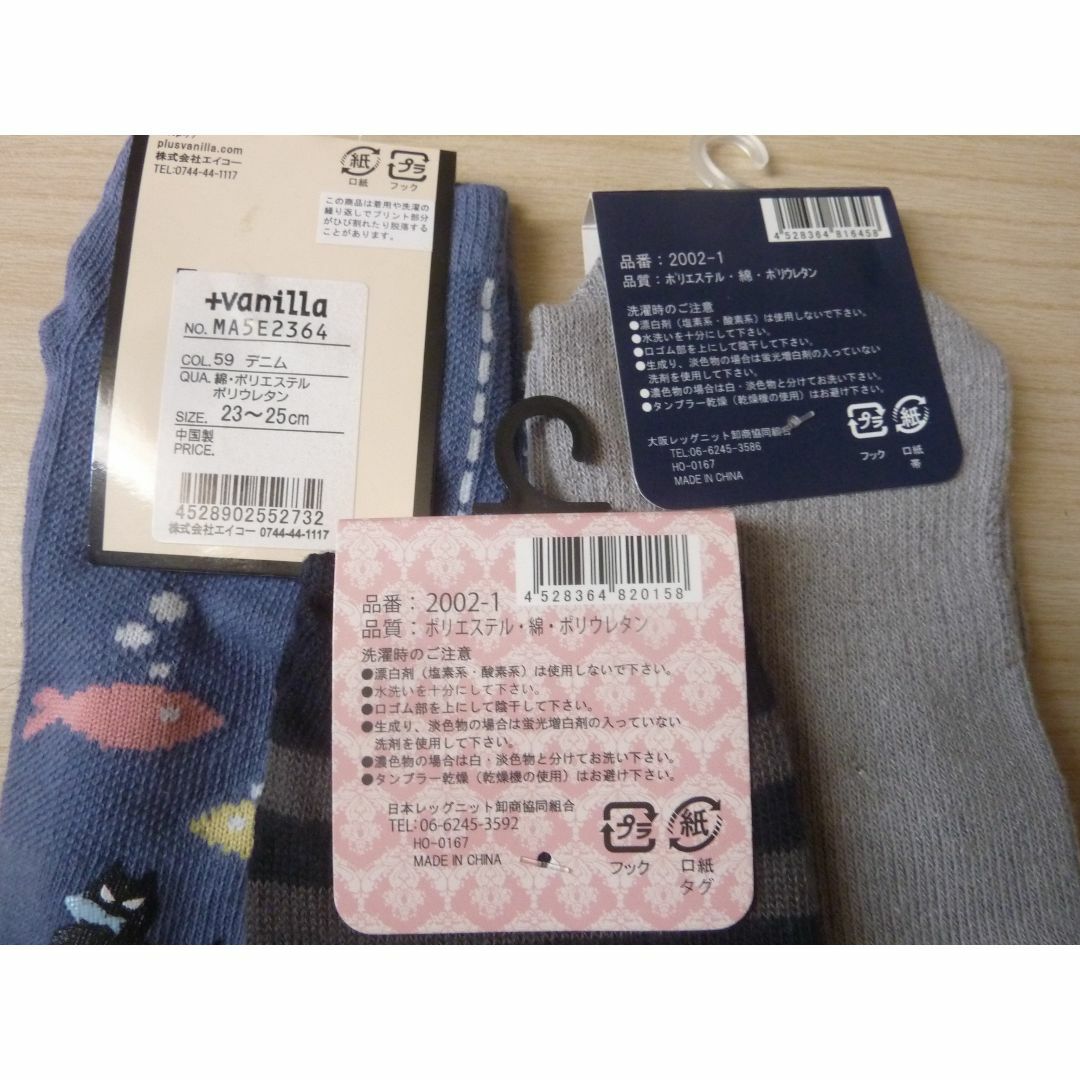 plusvanilla.com
株式会社エイコー
TEL:0744-44-1117
紙
口紙
プラ
フック
この商品は着用や洗濯の
繰り返しでプリント部分
がひび割れたり脱落する
ことがあります。
+vanilla
NO. MA5E2364
COL. 59 デニム
QUA. 綿・ポリエステル
ポリウレタン
SIZE. 23～25cm
中国製
PRICE.
4528902552732
株式会社エイコー 0744-44-1117
4 528364 816458
品番：2002-1
品質：ポリエステル・綿・ポリウレタン
洗濯時のご注意
●漂白剤（塩素系・酸素系）は使用しないで下さい。
●水洗いを十分にして下さい。
●口ゴム部を上にして陰干して下さい。
●生成り、淡色物の場合は蛍光増白剤の入っていない
洗剤を使用して下さい。
●濃色物の場合は白・淡色物と分けてお洗い下さい。
●タンブラー乾燥（乾燥機の使用）はお避け下さい。
大阪レッグニット卸商協同組合
TEL:06-6245-3586
HO-0167
MADE IN CHINA
プラ
フック
紙
口紙
帯
4 528364 820158
品番：2002-1
品質：ポリエステル・綿・ポリウレタン
洗濯時のご注意
●漂白剤（塩素系・酸素系）は使用しないで下さい。
●水洗いを十分にして下さい。
●口ゴム部を上にして陰干して下さい。
●生成り、淡色物の場合は蛍光増白剤の入っていない
洗剤を使用して下さい。
●濃色物の場合は白・淡色物と分けてお洗い下さい。
●タンブラー乾燥（乾燥機の使用）はお避け下さい。
日本レッグニット卸商協同組合
TEL:06-6245-3592
HO-0167
MADE IN CHINA
プラ
フック
紙
口紙
タグ